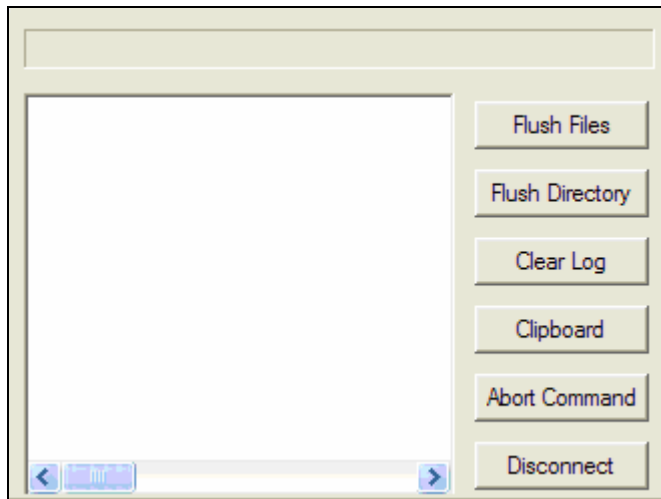 Flush Files
Flush Directory
Clear Log
Clipboard
Abort Command
Disconnect